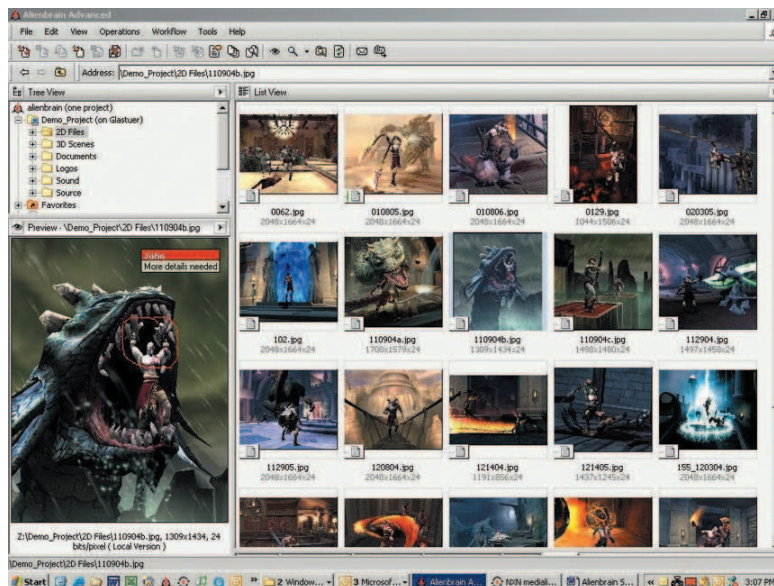 Alienbrain Advanced
File Edit View Operations Workflow Tools Help
Address: \Demo_Project\2D Files\110904b.jpg
Tree View
alienbrain (one project)
Demo_Project (on Glastuer)
2D Files
3D Scenes
Documents
Logos
Sound
Source
Favorites
Preview - \Demo_Project\2D Files\110904b.jpg
More details needed
Z:\Demo_Project\2D Files\110904b.jpg, 1309x1434, 24
bits/pixel ( Local Version )
List View
0062.jpg 010805.jpg 010806.jpg 0129.jpg 020305.jpg
2048x1664x24 2048x1664x24 2048x1664x24 1044x1506x24 2048x1664x24
102.jpg 110904a.jpg 110904b.jpg 110904c.jpg 112904.jpg
2048x1664x24 1708x1579x24 1309x1434x24 1498x1480x24 1497x1458x24
112905.jpg 120804.jpg 121404.jpg 121405.jpg 155_120304.jpg
2048x1664x24 2048x1664x24 1191x856x24 1437x1245x24 2048x1664x24
\Demo_Project\2D Files\110904b.jpg
Start 2 Window... 3 Microsof... Alienbrain A... NXN mediali... Alienbrain S... 3:07 PM